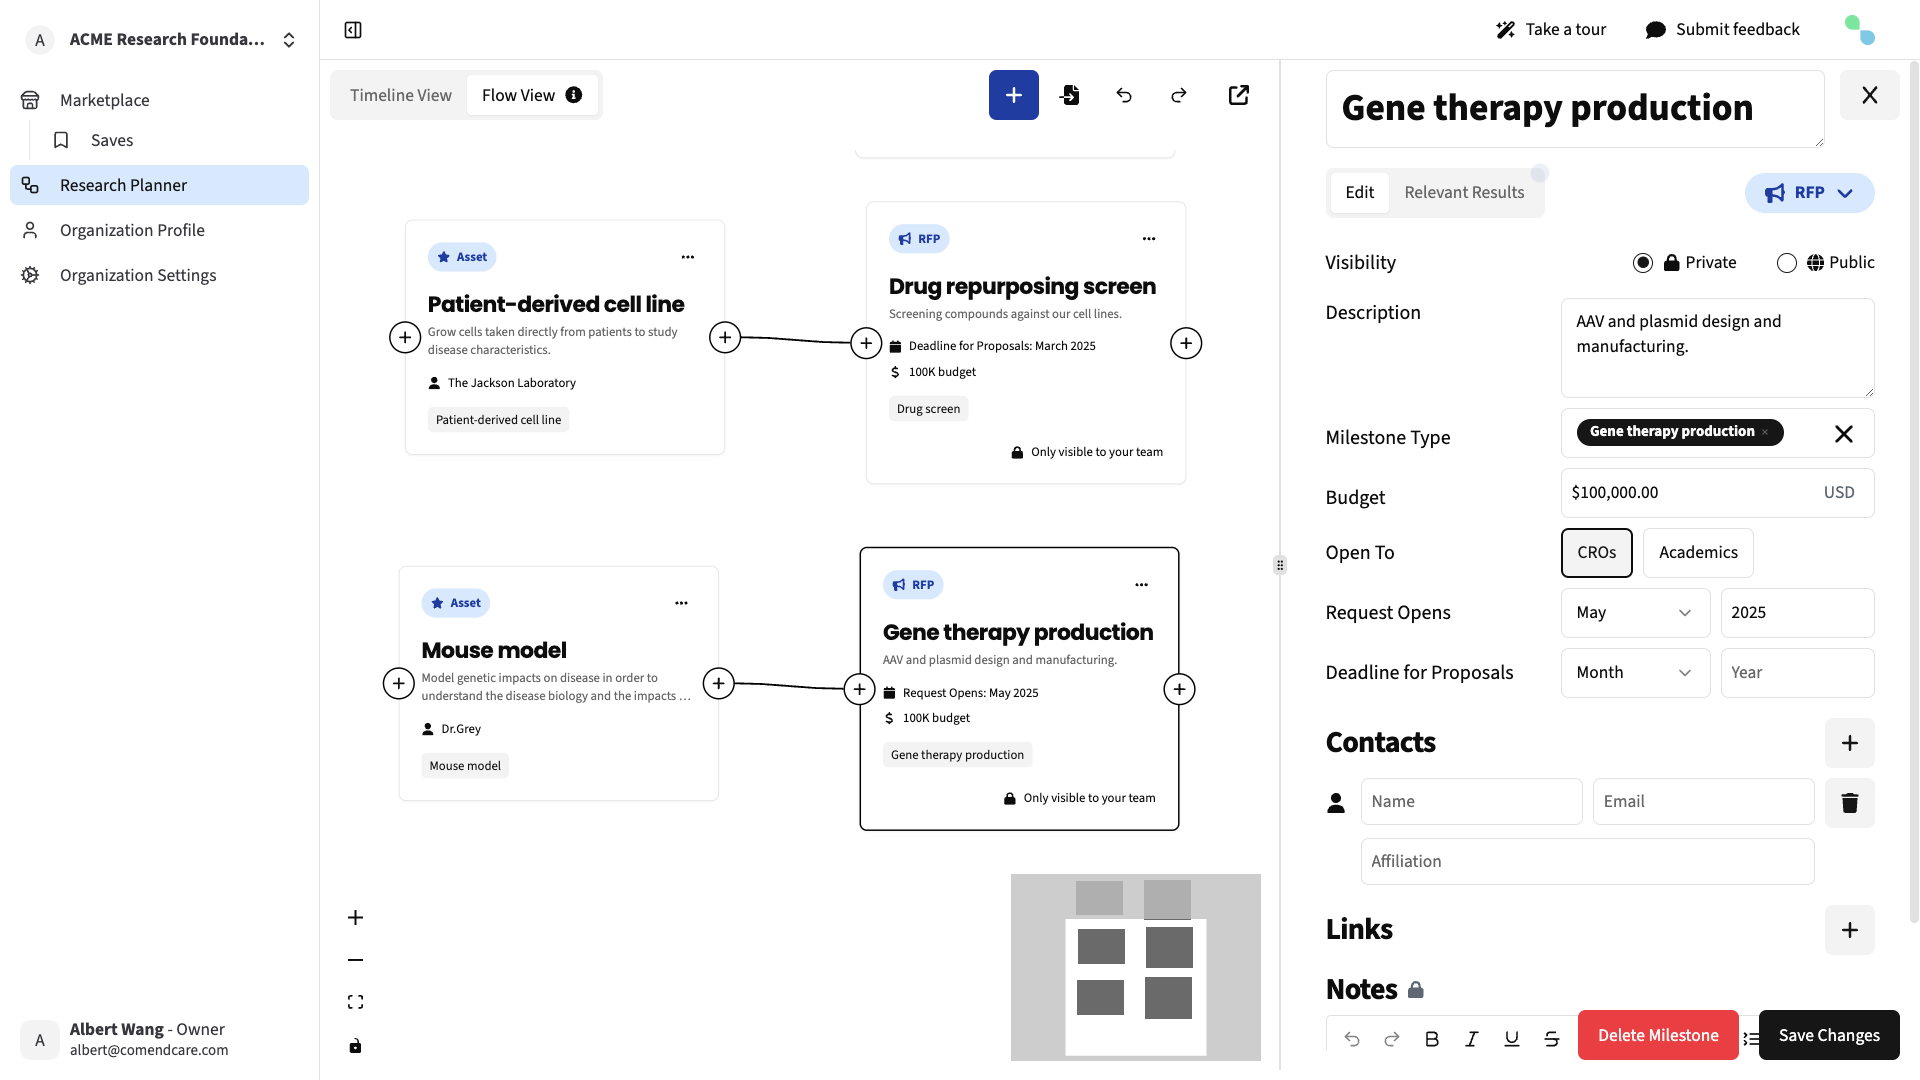 A
ACME Research Founda...
Marketplace
Saves
Research Planner
Organization Profile
Organization Settings
A
Albert Wang - Owner
albert@comendcare.com
Take a tour
Submit feedback
Timeline View
Flow View
Asset
Patient-derived cell line
Grow cells taken directly from patients to study
disease characteristics.
The Jackson Laboratory
Patient-derived cell line
RFP
Drug repurposing screen
Screening compounds against our cell lines.
Deadline for Proposals: March 2025
$ 100K budget
Drug screen
Only visible to your team
Asset
Mouse model
Model genetic impacts on disease in order to
understand the disease biology and the impacts ...
Dr.Grey
Mouse model
RFP
Gene therapy production
AAV and plasmid design and manufacturing.
Request Opens: May 2025
$ 100K budget
Gene therapy production
Only visible to your team
Gene therapy production
Edit
Relevant Results
RFP
Visibility
Private
Public
Description
AAV and plasmid design and
manufacturing.
Milestone Type
Gene therapy production ×
Budget
$100,000.00
USD
Open To
CROs
Academics
Request Opens
May
2025
Deadline for Proposals
Month
Year
Contacts
Name
Email
Affiliation
Links
Notes
B I U S
Delete Milestone
Save Changes